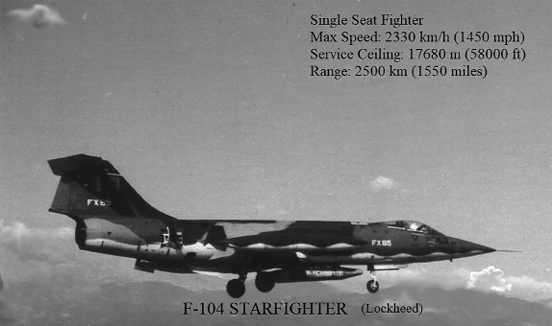 Single Seat Fighter
Max Speed: 2330 km/h (1450 mph)
Service Ceiling: 17680 m (58000 ft)
Range: 2500 km (1550 miles)
FX85
F-104 STARFIGHTER (Lockheed)